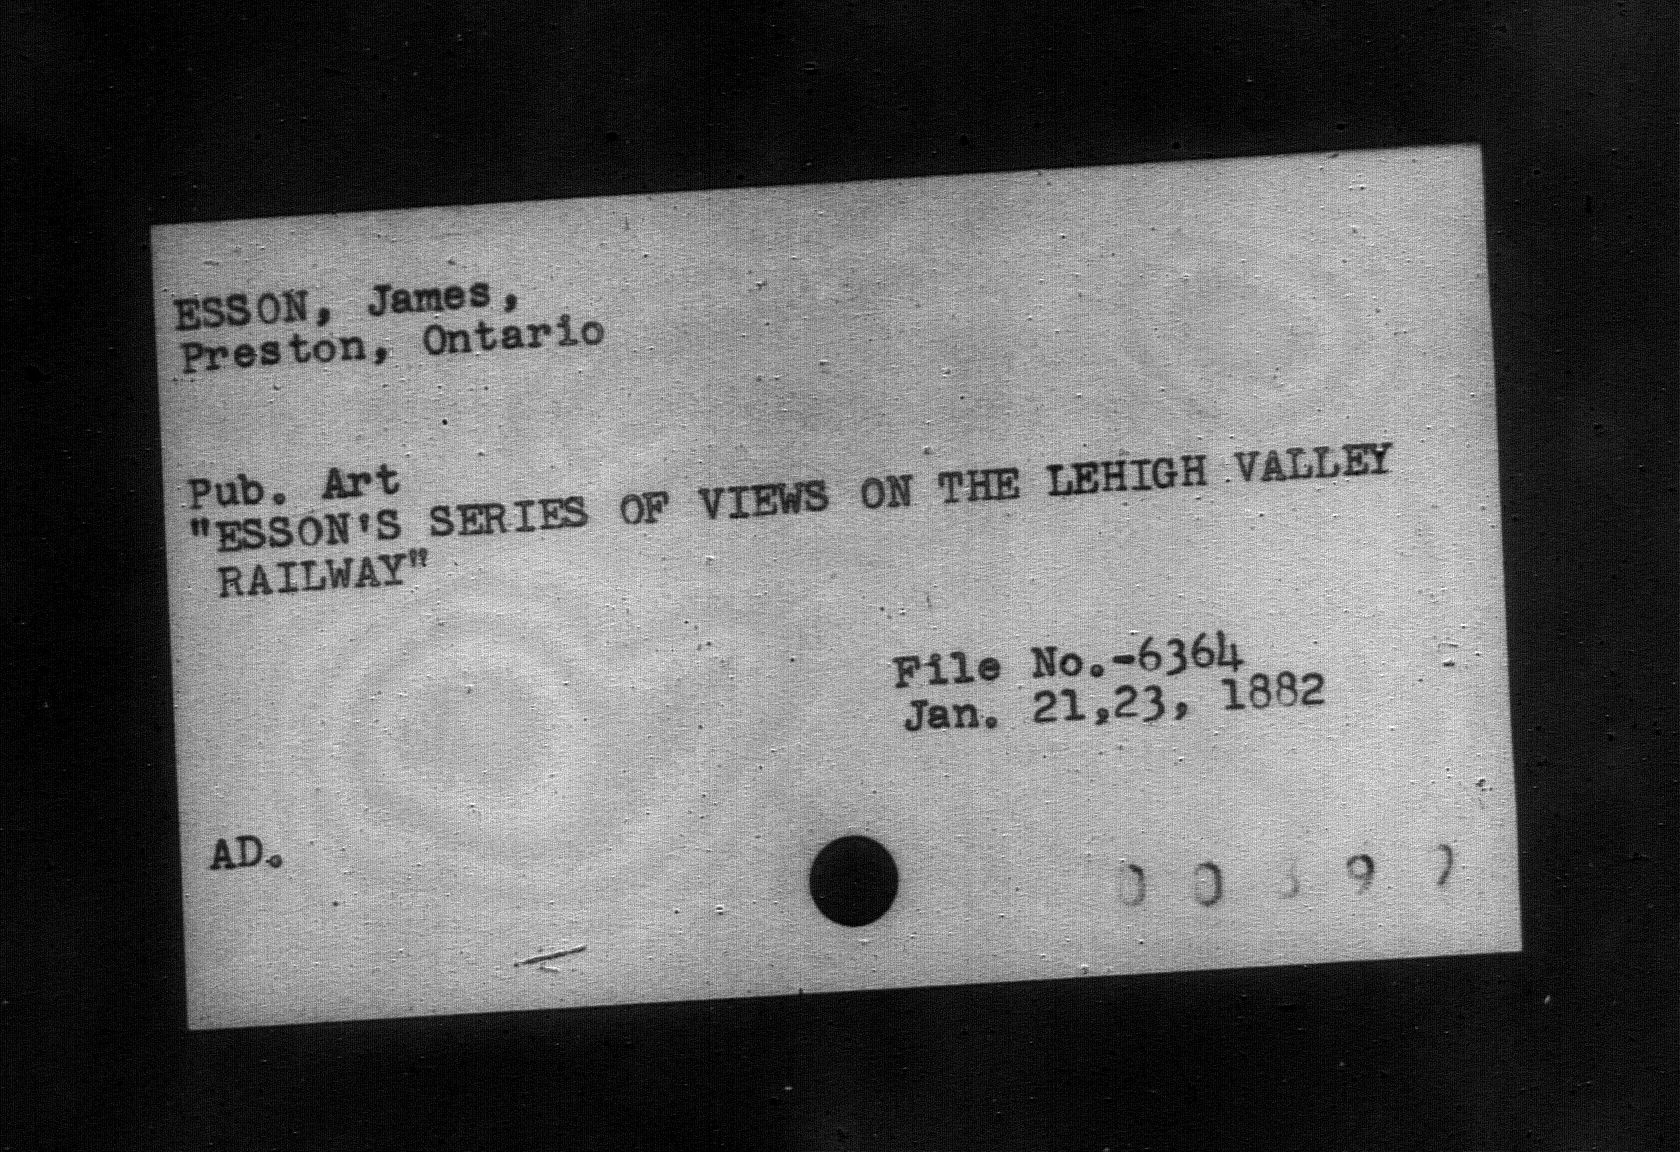 ESSON, James,
Preston, Ontario
Pub. Art
"ESSON'S SERIES OF VIEWS ON THE LEHIGH VALLEY
RAILWAY"
File No.-6364
Jan. 21,23, 1882
AD.